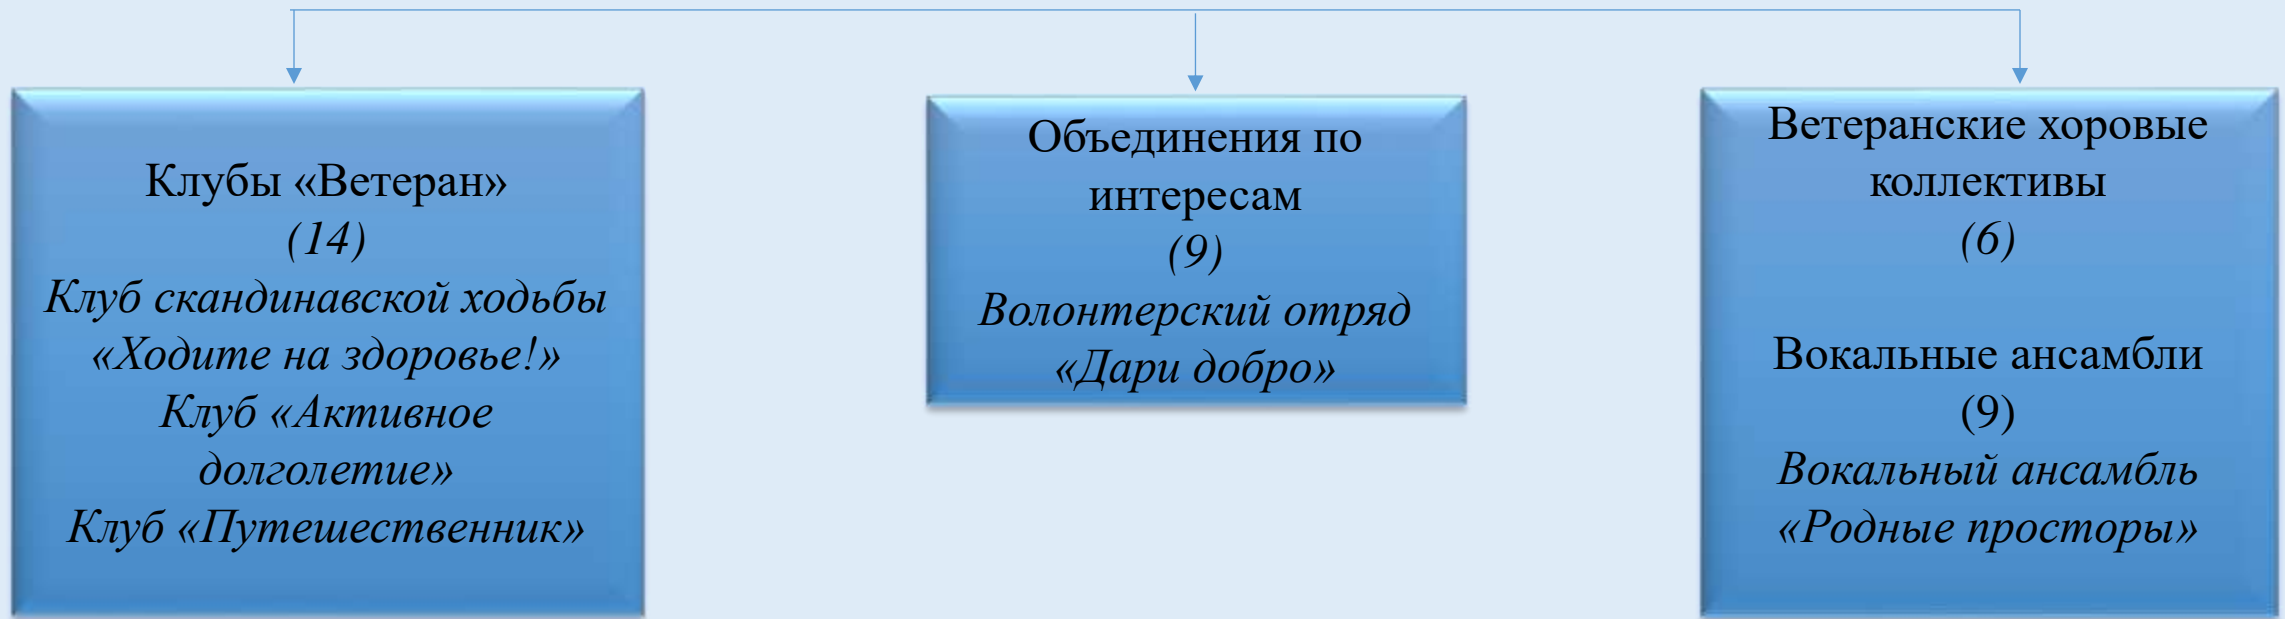 Клубы «Ветеран»
(14)
Клуб скандинавской ходьбы
«Ходите на здоровье!»
Клуб «Активное
долголетие»
Клуб «Путешественник»
Объединения по
интересам
(9)
Волонтерский отряд
«Дари добро»
Ветеранские хоровые
коллективы
(6)
Вокальные ансамбли
(9)
Вокальный ансамбль
«Родные просторы»